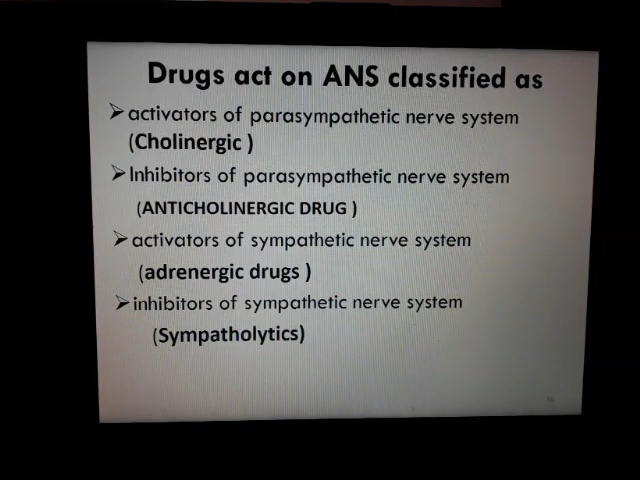 Drugs act on ANS classified as
➢activators of parasympathetic nerve system
(Cholinergic )
➢Inhibitors of parasympathetic nerve system
(ANTICHOLINERGIC DRUG )
➢activators of sympathetic nerve system
(adrenergic drugs )
➢inhibitors of sympathetic nerve system
(Sympatholytics)